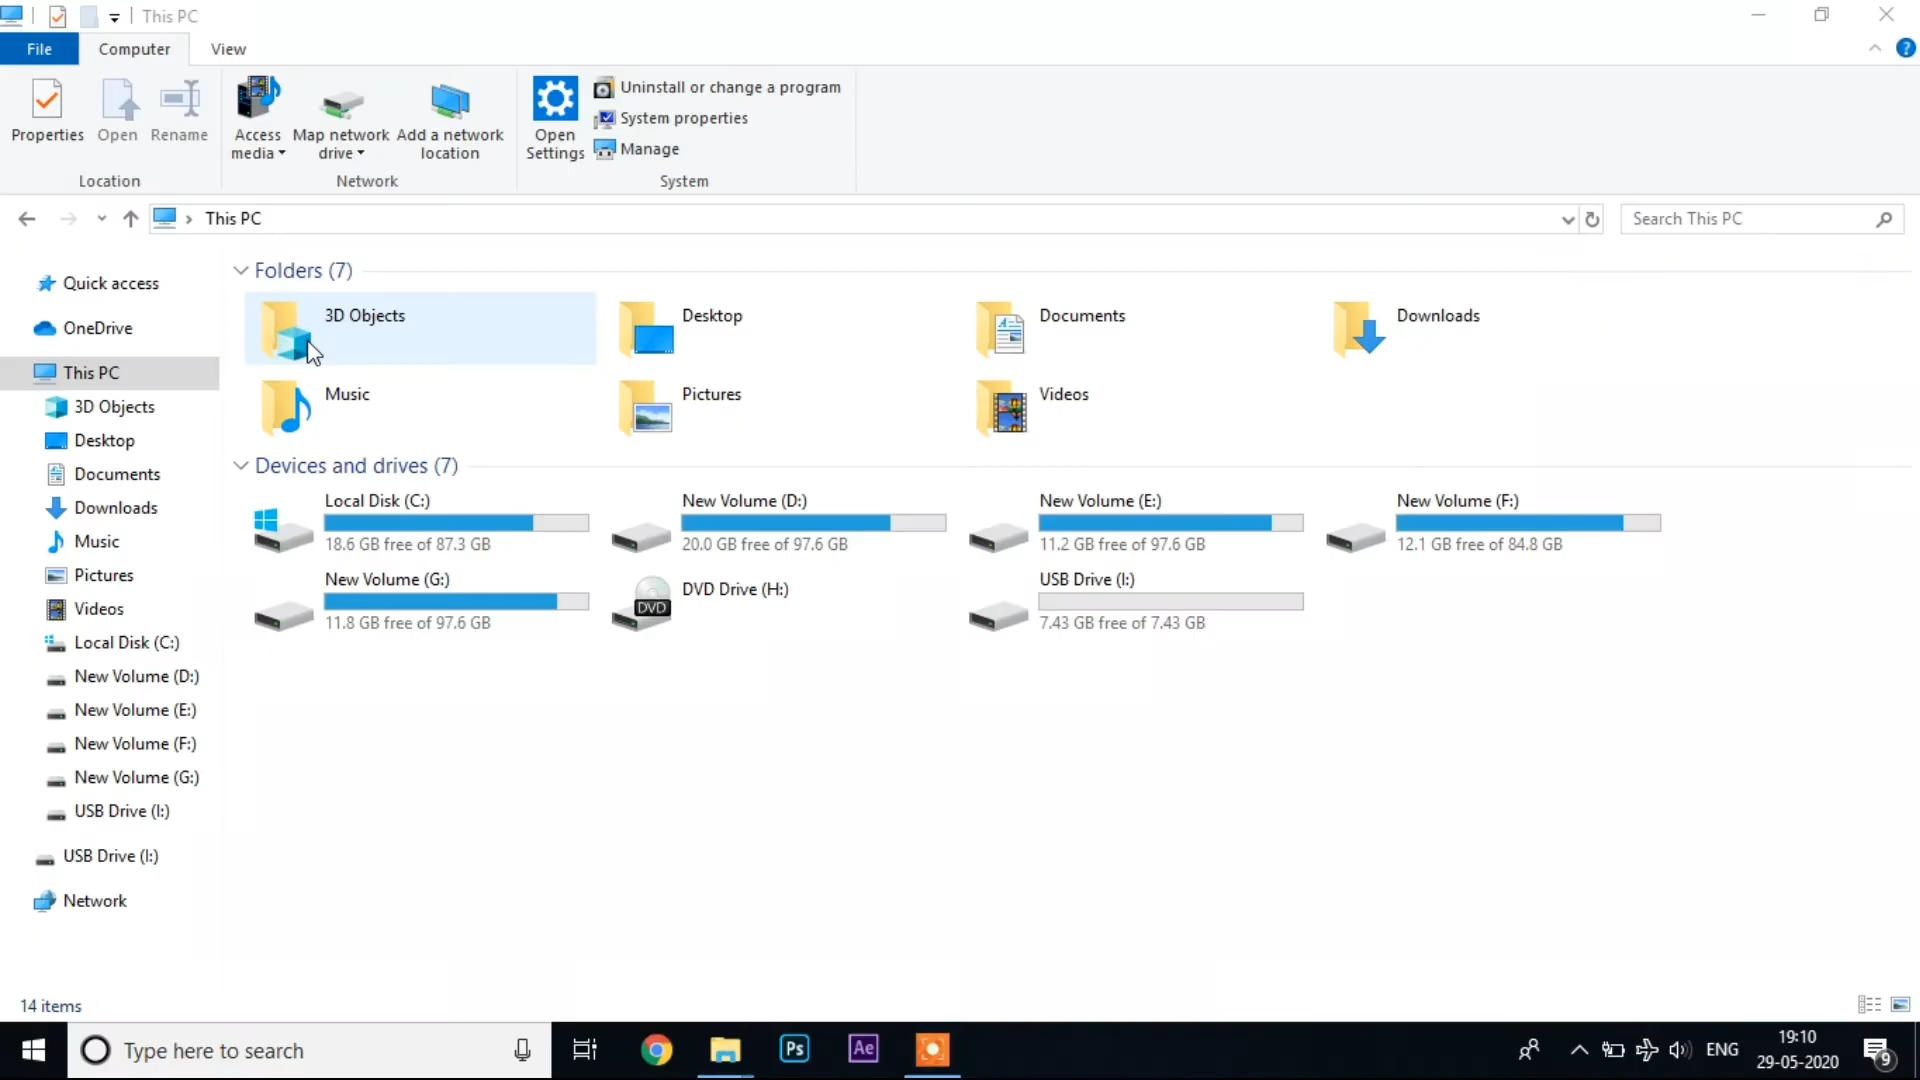 This PC
File Computer View
Properties Open Rename Access media Map network drive Add a network location Open Settings
Uninstall or change a program
System properties
Manage
Location Network System
This PC
Search This PC
Quick access
OneDrive
This PC
3D Objects
Desktop
Documents
Downloads
Music
Pictures
Videos
Local Disk (C:)
New Volume (D:)
New Volume (E:)
New Volume (F:)
New Volume (G:)
USB Drive (I:)
USB Drive (I:)
Network
Folders (7)
3D Objects Desktop Documents Downloads
Music Pictures Videos
Devices and drives (7)
Local Disk (C:) New Volume (D:) New Volume (E:) New Volume (F:)
18.6 GB free of 87.3 GB 20.0 GB free of 97.6 GB 11.2 GB free of 97.6 GB 12.1 GB free of 84.8 GB
New Volume (G:) DVD Drive (H:) USB Drive (I:)
DVD
11.8 GB free of 97.6 GB 7.43 GB free of 7.43 GB
14 items
Type here to search
Ps Ae
ENG
19:10
29-05-2020
9